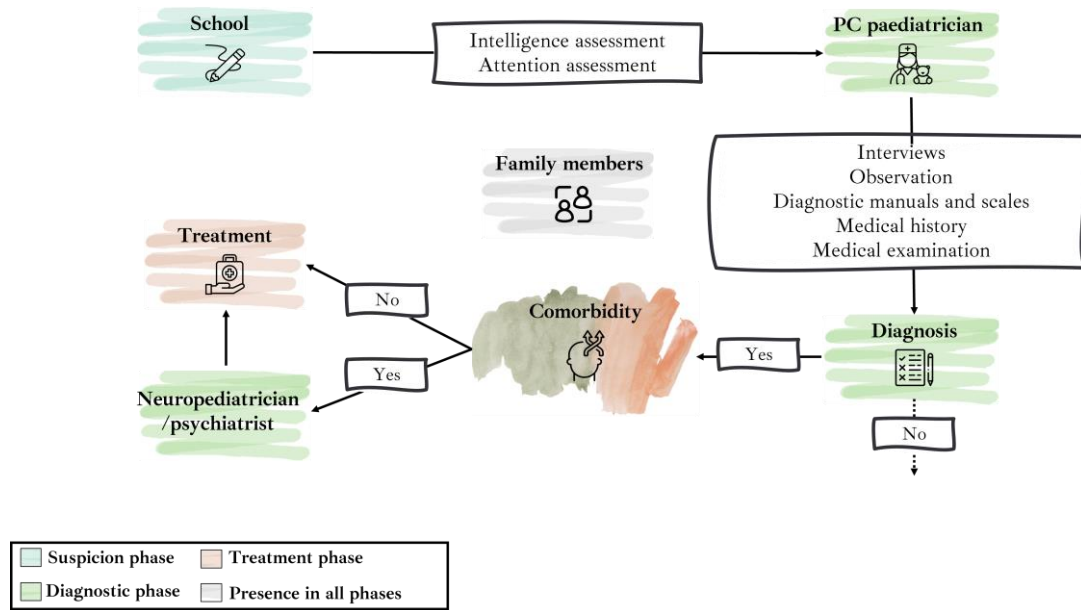 School
Intelligence assessment
Attention assessment
PC paediatrician
Interviews
Observation
Diagnostic manuals and scales
Medical history
Medical examination
Family members
Treatment
No
Comorbidity
Yes
Diagnosis
Yes
Neuropediatrician
/psychiatrist
No
Suspicion phase
Treatment phase
Diagnostic phase
Presence in all phases